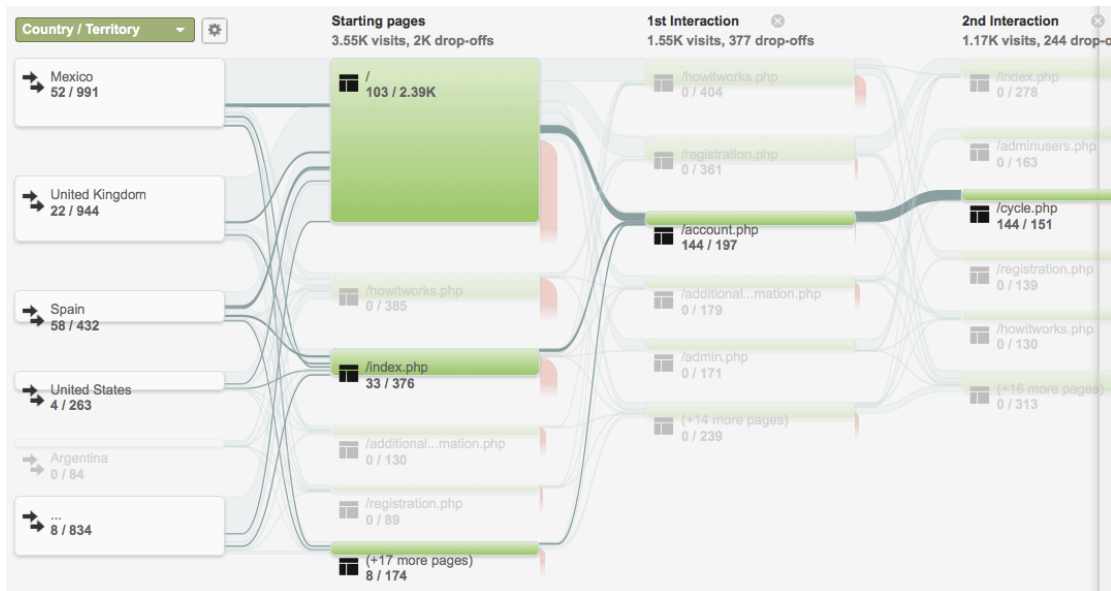 Country / Territory
Starting pages
3.55K visits, 2K drop-offs
1st Interaction
1.55K visits, 377 drop-offs
2nd Interaction
1.17K visits, 244 drop-o
Mexico
52 / 991
United Kingdom
22 / 944
Spain
58 / 432
United States
4 / 263
Argentina
0 / 84
...
8 / 834
/
103 / 2.39K
/howitworks.php
0 / 385
/index.php
33 / 376
/additional...mation.php
0 / 130
/registration.php
0 / 89
(+17 more pages)
8 / 174
/howitworks.php
0 / 404
/registration.php
0 / 361
/account.php
144 / 197
/additional...mation.php
0 / 179
/admin.php
0 / 171
(+14 more pages)
0 / 239
/index.php
0 / 278
/adminusers.php
0 / 163
/cycle.php
144 / 151
/registration.php
0 / 139
/howitworks.php
0 / 130
(+16 more pages)
0 / 313